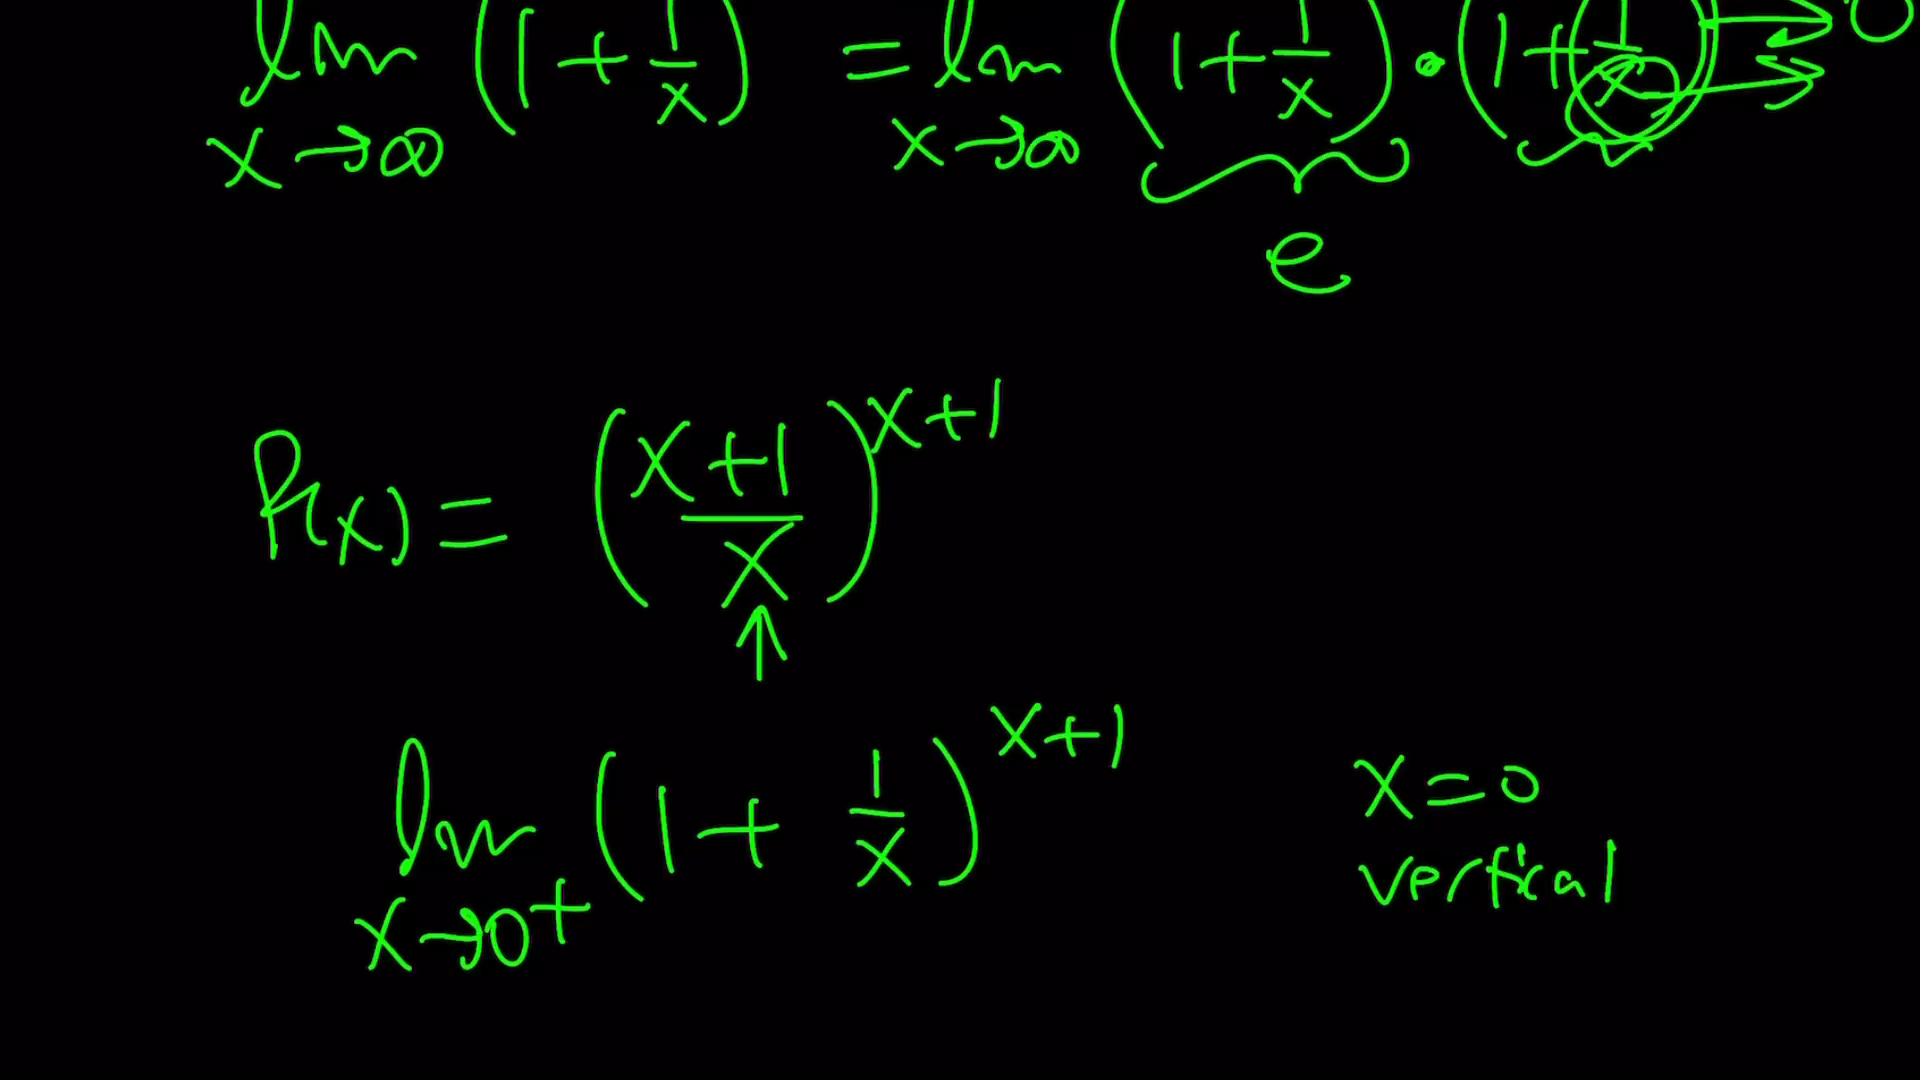 lim x→∞ (1 + 1/x) = lim x→∞ (1 + 1/x) · (1 + 1/x) → 0
e
f(x) = ((x+1)/x)^(x+1)
↑
lim x→0+ (1 + 1/x)^(x+1)
x=0
vertical